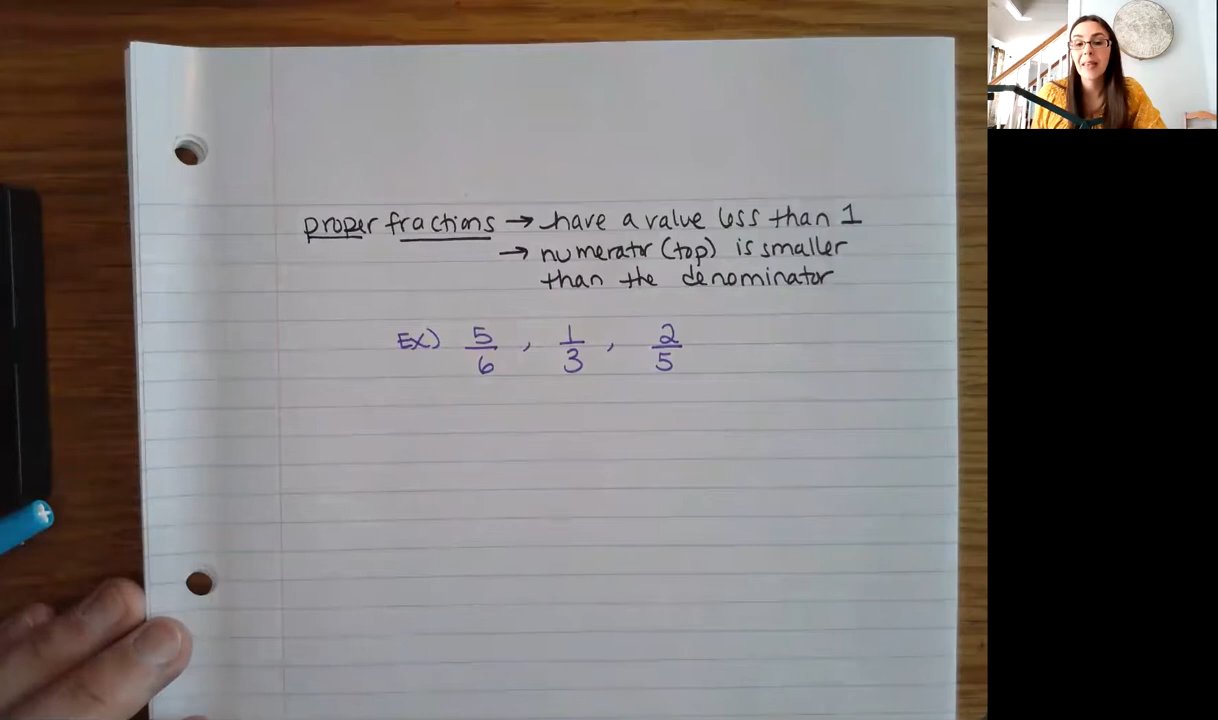 proper fractions → have a value less than 1
→ numerator (top) is smaller
than the denominator
Ex) 5/6 , 1/3 , 2/5